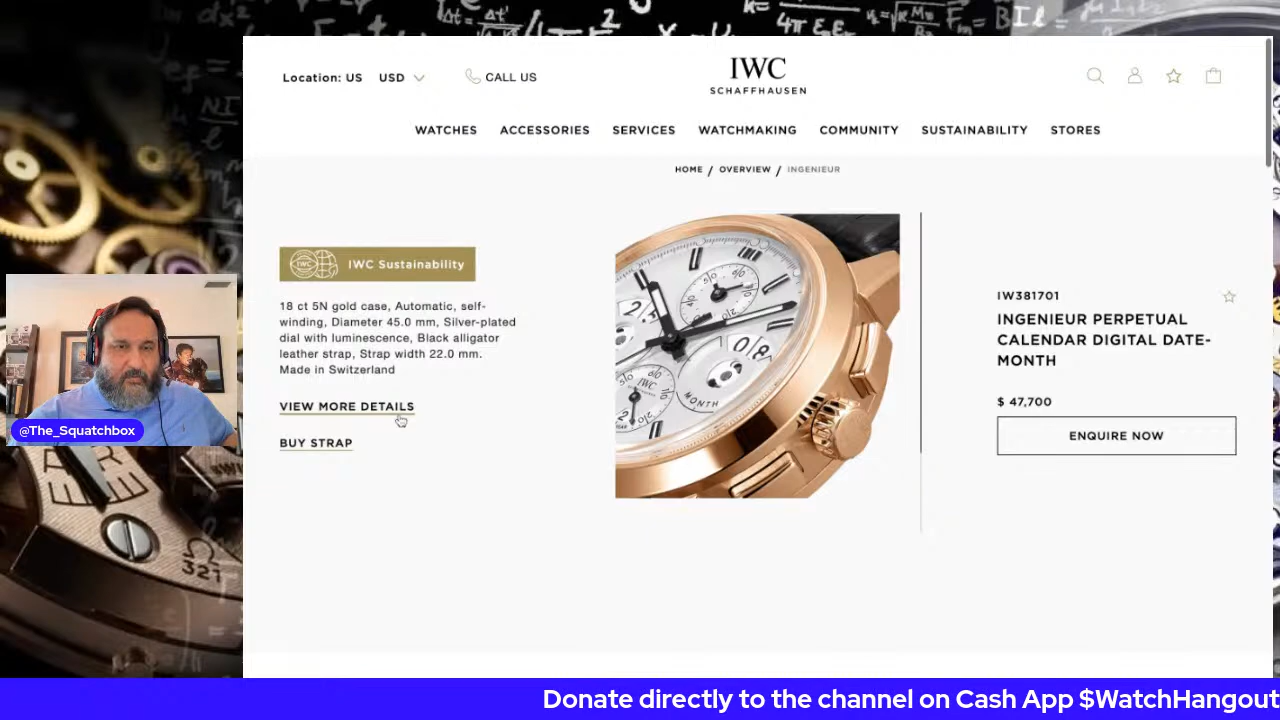 Location: US USD CALL US
IWC
SCHAFFHAUSEN
WATCHES ACCESSORIES SERVICES WATCHMAKING COMMUNITY SUSTAINABILITY STORES
HOME / OVERVIEW / INGENIEUR
IWC Sustainability
18 ct 5N gold case, Automatic, self-
winding, Diameter 45.0 mm, Silver-plated
dial with luminescence, Black alligator
leather strap, Strap width 22.0 mm.
Made in Switzerland
VIEW MORE DETAILS
BUY STRAP
MONTH
IW381701
INGENIEUR PERPETUAL
CALENDAR DIGITAL DATE-
MONTH
$ 47,700
ENQUIRE NOW
@The_Squatchbox
321
Donate directly to the channel on Cash App $WatchHangout